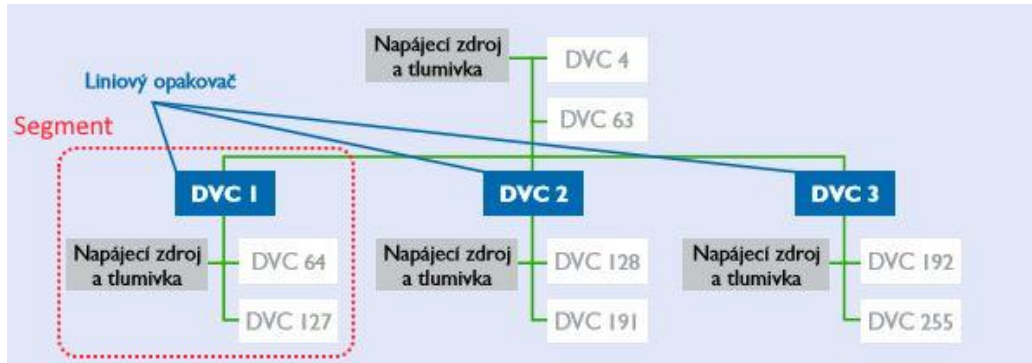 Napájecí zdroj
a tlumivka
DVC 4
Liniový opakovač
DVC 63
Segment
DVC 1
DVC 2
DVC 3
Napájecí zdroj
a tlumivka
DVC 64
Napájecí zdroj
a tlumivka
DVC 128
Napájecí zdroj
a tlumivka
DVC 192
DVC 127
DVC 191
DVC 255